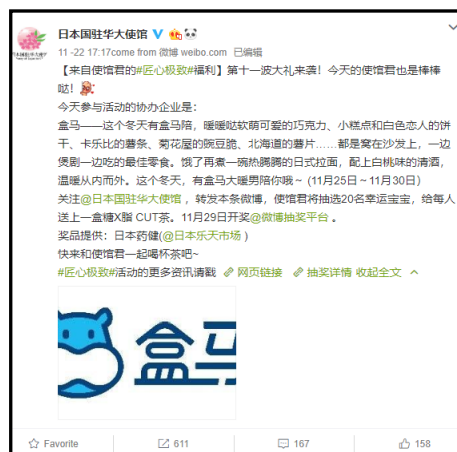 日本国驻华大使馆
11-22 17:17come from 微博 weibo.com 已编辑
【来自使馆君的#匠心极致#福利】第十一波大礼来袭！今天的使馆君也是棒棒
哒！
今天参与活动的协办企业是：
盒马——这个冬天有盒马陪，暖暖哒软萌可爱的巧克力、小糕点和白色恋人的饼
干、卡乐比的薯条、菊花屋的豌豆脆、北海道的薯片……都是窝在沙发上，一边
煲剧一边吃的最佳零食。饿了再煮一碗热腾腾的日式拉面，配上白桃味的清酒，
温暖从内而外。这个冬天，有盒马大暖男陪你哦～ (11月25日～11月30日）
关注@日本国驻华大使馆 ，转发本条微博，使馆君将抽选20名幸运宝宝，给每人
送上一盒糖X脂 CUT茶。11月29日开奖@微博抽奖平台 。
奖品提供：日本药健(@日本乐天市场 )
快来和使馆君一起喝杯茶吧~
#匠心极致#活动的更多资讯请戳 网页链接 抽奖详情 收起全文
盒马
Favorite 611 167 158